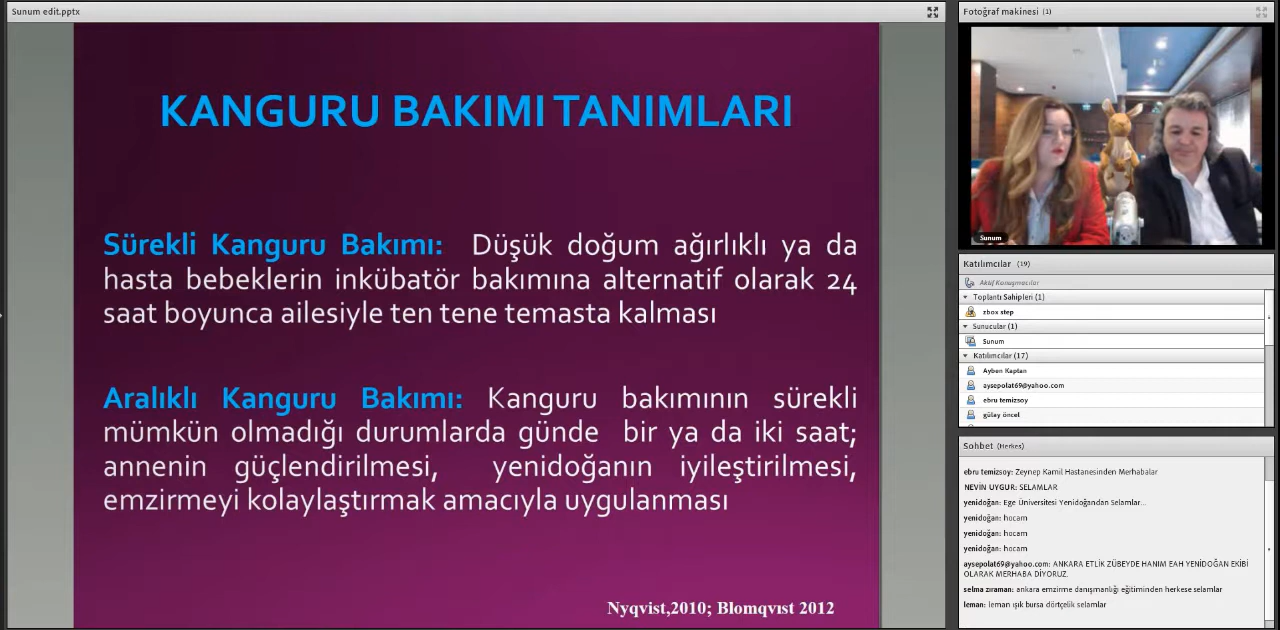 Sunum edit.pptx
KANGURU BAKIMI TANIMLARI
Sürekli Kanguru Bakımı: Düşük doğum ağırlıklı ya da
hasta bebeklerin inkübatör bakımına alternatif olarak 24
saat boyunca ailesiyle ten tene temasta kalması
Aralıklı Kanguru Bakımı: Kanguru bakımının sürekli
mümkün olmadığı durumlarda günde bir ya da iki saat;
annenin güçlendirilmesi, yenidoğanın iyileştirilmesi,
emzirmeyi kolaylaştırmak amacıyla uygulanması
Nyqvist,2010; Blomqvıst 2012
Fotoğraf makinesi (1)
Sunum
Katılımcılar (19)
Aktif Konuşmacılar
Toplantı Sahipleri (1)
zbox step
Sunucular (1)
Sunum
Katılımcılar (17)
Ayben Kaptan
aysepolat69@yahoo.com
ebru temizsoy
gülay öncel
Sohbet (Herkes)
ebru temizsoy: Zeynep Kamil Hastanesinden Merhabalar
NEVİN UYGUR: SELAMLAR
yenidoğan: Ege Üniversitesi Yenidoğandan Selamlar...
yenidoğan: hocam
yenidoğan: hocam
yenidoğan: hocam
aysepolat69@yahoo.com: ANKARA ETLİK ZÜBEYDE HANIM EAH YENİDOĞAN EKİBİ
OLARAK MERHABA DİYORUZ.
selma zıraman: ankara emzirme danışmanlığı eğitiminden herkese selamlar
leman: leman ışık bursa dörtçelik selamlar